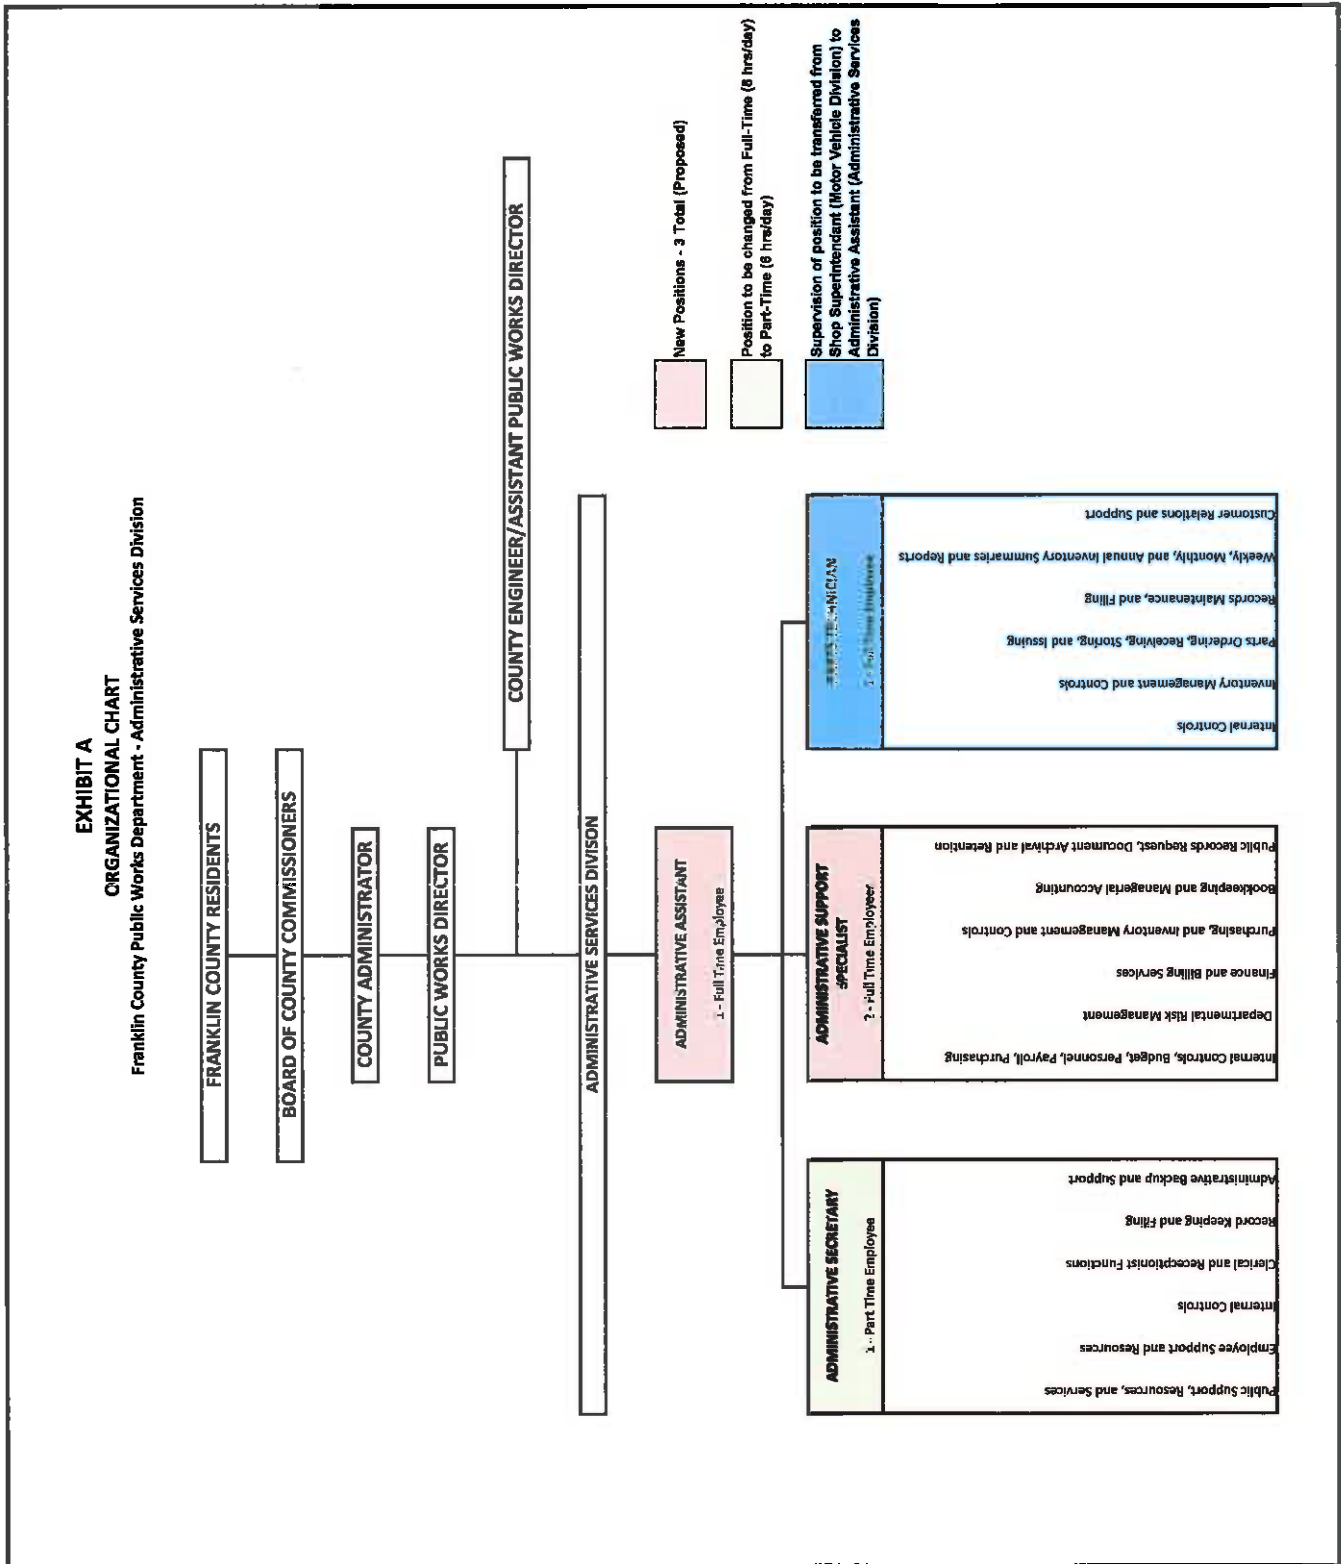 EXHIBIT A
ORGANIZATIONAL CHART
Franklin County Public Works Department - Administrative Services Division
FRANKLIN COUNTY RESIDENTS
BOARD OF COUNTY COMMISSIONERS
COUNTY ADMINISTRATOR
PUBLIC WORKS DIRECTOR
COUNTY ENGINEER/ASSISTANT PUBLIC WORKS DIRECTOR
ADMINISTRATIVE SERVICES DIVISON
ADMINISTRATIVE ASSISTANT
1 - Full Time Employee
New Positions - 3 Total (Proposed)
Position to be changed from Full-Time (8 hrs/day)
to Part-Time (6 hrs/day)
Supervision of position to be transferred from
Shop Superintendant (Motor Vehicle Division) to
Administrative Assistant (Administrative Services
Division)
ADMINISTRATIVE SECRETARY
1 - Part Time Employee
Public Support, Resources, and Services
Employee Support and Resources
Internal Controls
Clerical and Receptionist Functions
Record Keeping and Filing
Administrative Backup and Support
ADMINISTRATIVE SUPPORT
SPECIALIST
2 - Full Time Employeer
Internal Controls, Budget, Personnel, Payroll, Purchasing
Departmental Risk Management
Finance and Billing Services
Purchasing, and Inventory Management and Controls
Bookkeeping and Managerial Accounting
Public Records Request, Document Archival and Retention
TECHNICIAN
1 - Full Time Employee
Internal Controls
Inventory Management and Controls
Parts Ordering, Receiving, Storing, and Issuing
Records Maintenance, and Filing
Weekly, Monthly, and Annual Inventory Summaries and Reports
Customer Relations and Support